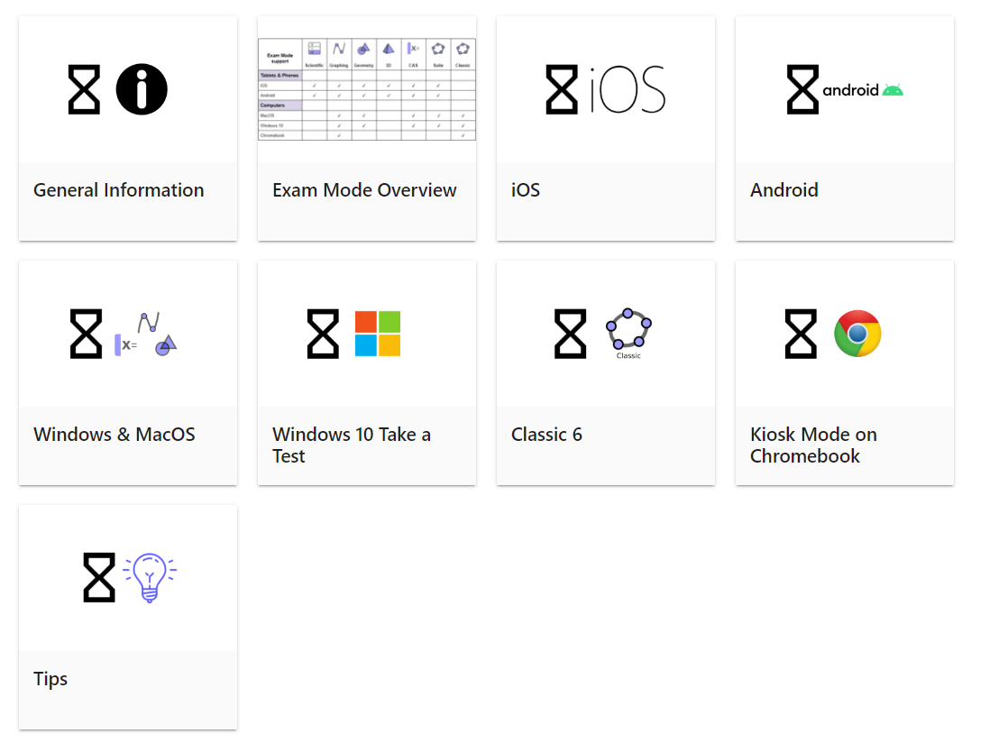 Exam Mode
support
Scientific Graphing Geometry 3D CAS Suite Classic
Tablets & Phones
iOS
Android
Computers
MacOS
Windows 10
Chromebook
X=
iOS
android
General Information
Exam Mode Overview
iOS
Android
X=
Classic
Windows & MacOS
Windows 10 Take a
Test
Classic 6
Kiosk Mode on
Chromebook
Tips